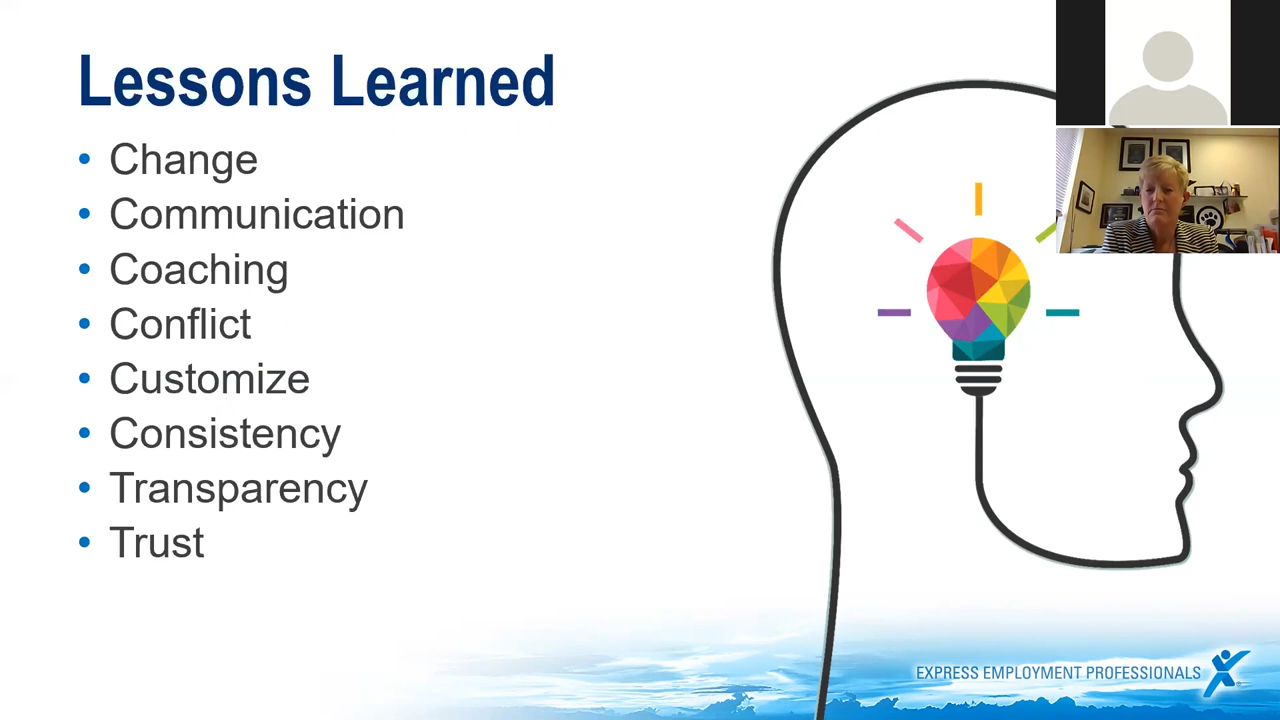 Lessons Learned
• Change
• Communication
• Coaching
• Conflict
• Customize
• Consistency
• Transparency
• Trust
EXPRESS EMPLOYMENT PROFESSIONALS